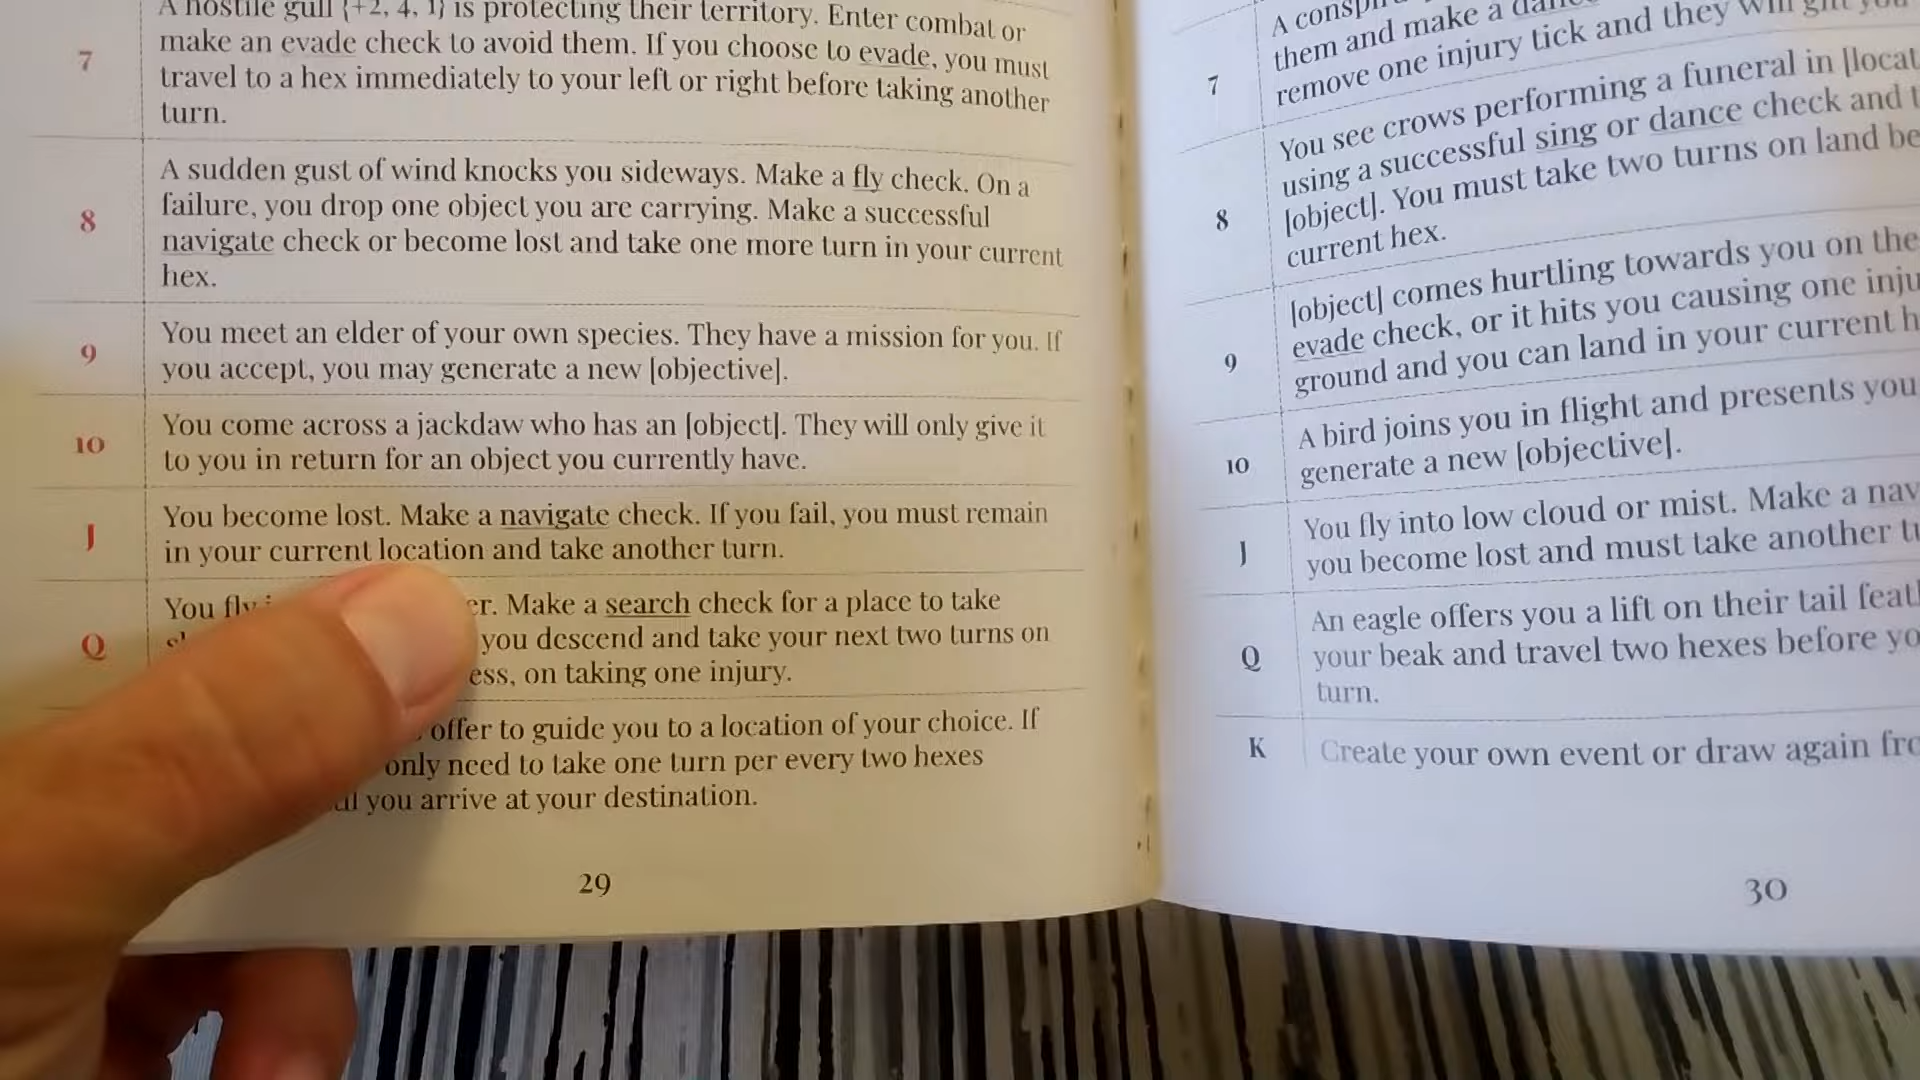 A hostile gull {+2, 4, 1} is protecting their territory. Enter combat or
7
make an evade check to avoid them. If you choose to evade, you must
travel to a hex immediately to your left or right before taking another
turn.
8
A sudden gust of wind knocks you sideways. Make a fly check. On a
failure, you drop one object you are carrying. Make a successful
navigate check or become lost and take one more turn in your current
hex.
9
You meet an elder of your own species. They have a mission for you. If
you accept, you may generate a new [objective].
10
You come across a jackdaw who has an [object]. They will only give it
to you in return for an object you currently have.
J
You become lost. Make a navigate check. If you fail, you must remain
in your current location and take another turn.
Q
You fly Make a search check for a place to take
you descend and take your next two turns on
on taking one injury.
offer to guide you to a location of your choice. If
only need to take one turn per every two hexes
you arrive at your destination.
29
7
A
them and make a
remove one injury tick and they will
8
You see crows performing a funeral in
using a successful sing or dance check and
[object]. You must take two turns on land
current hex.
9
[object] comes hurtling towards you on the
evade check, or it hits you causing one
ground and you can land in your current
10
A bird joins you in flight and presents you
generate a new [objective].
J
You fly into low cloud or mist. Make a
you become lost and must take another
Q
An eagle offers you a lift on their tail
your beak and travel two hexes before
turn.
K
Create your own event or draw again
30